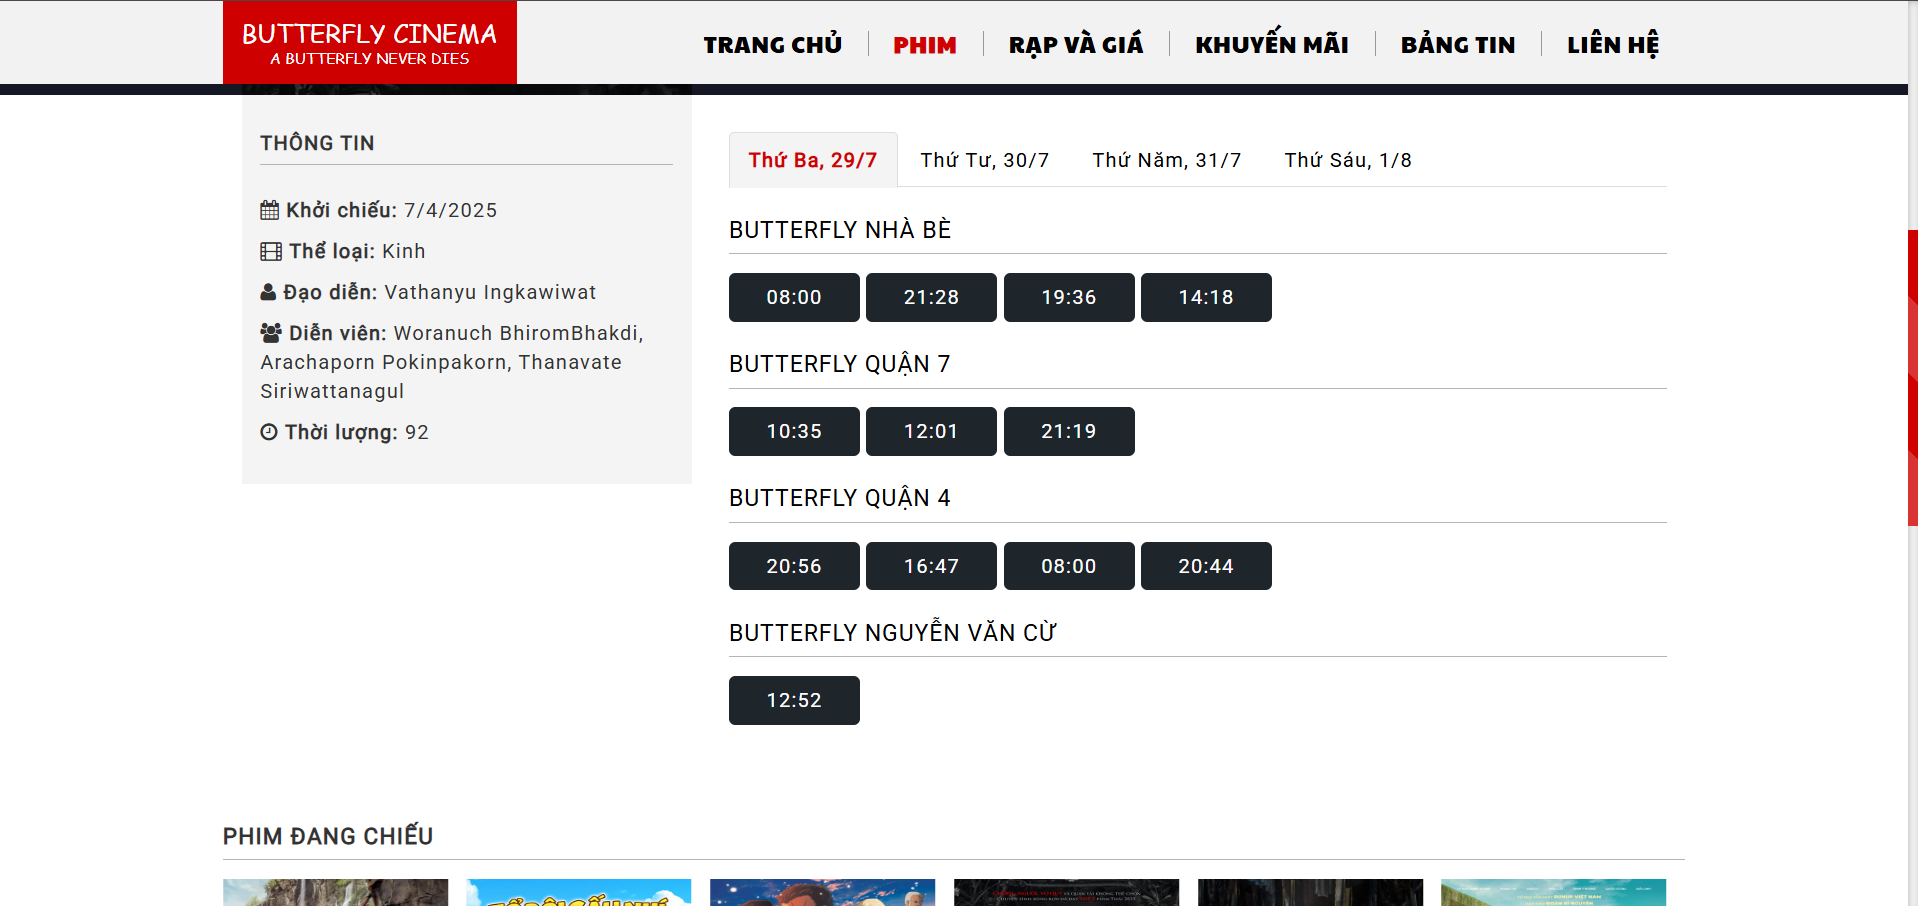 BUTTERFLY CINEMA
A BUTTERFLY NEVER DIES
TRANG CHỦ
PHIM
RẠP VÀ GIÁ
KHUYẾN MÃI
BẢNG TIN
LIÊN HỆ
THÔNG TIN
Khởi chiếu: 7/4/2025
Thể loại: Kinh
Đạo diễn: Vathanyu Ingkawiwat
Diễn viên: Woranuch BhiromBhakdi,
Arachaporn Pokinpakorn, Thanavate
Siriwattanagul
Thời lượng: 92
Thứ Ba, 29/7
Thứ Tư, 30/7
Thứ Năm, 31/7
Thứ Sáu, 1/8
BUTTERFLY NHÀ BÈ
08:00
21:28
19:36
14:18
BUTTERFLY QUẬN 7
10:35
12:01
21:19
BUTTERFLY QUẬN 4
20:56
16:47
08:00
20:44
BUTTERFLY NGUYỄN VĂN CỪ
12:52
PHIM ĐANG CHIẾU